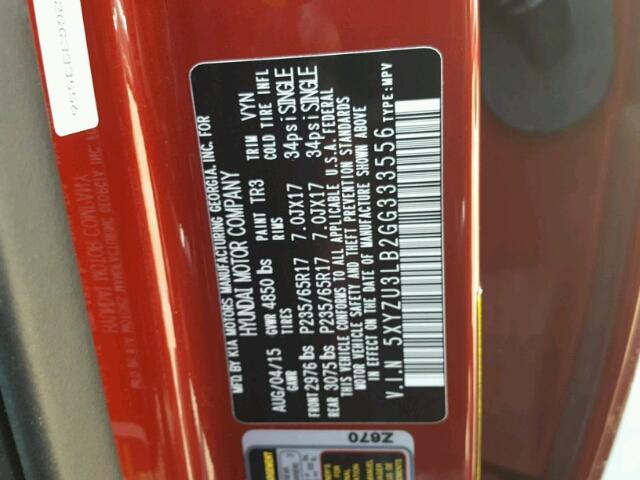 MFD BY KIA MOTORS MANUFACTURING GEORGIA, INC. FOR
HYUNDAI MOTOR COMPANY
AUG/04/15 GVWR 4850 lbs PAINT TR3 TRIM VYN
GAWR TIRES RIMS COLD TIRE INFL
FRONT 2976 lbs P235/65R17 7.0JX17 34psi SINGLE
REAR 3075 lbs P235/65R17 7.0JX17 34psi SINGLE
THIS VEHICLE CONFORMS TO ALL APPLICABLE U.S.A. FEDERAL
MOTOR VEHICLE SAFETY AND THEFT PREVENTION STANDARDS
IN EFFECT ON THE DATE OF MANUFACTURE SHOWN ABOVE.
V.I.N 5XYZU3LB2GG333556 TYPE:MPV
Z670